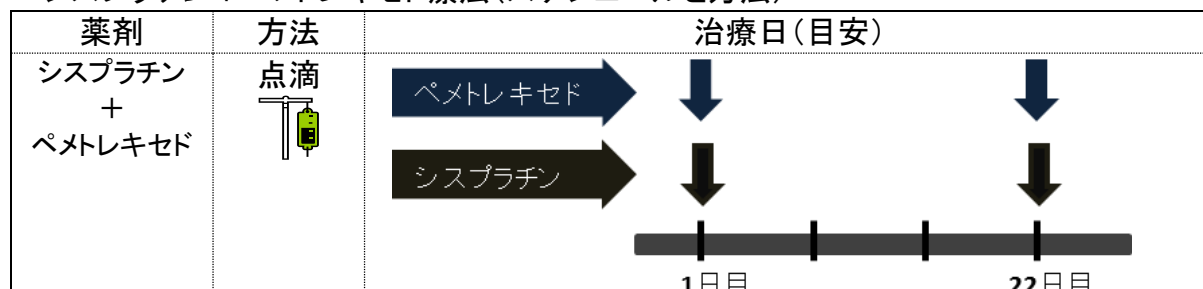 薬剤 方法 治療日(目安)
シスプラチン
+
ペメトレキセド
点滴
ペメトレキセド
シスプラチン
1日目 22日目